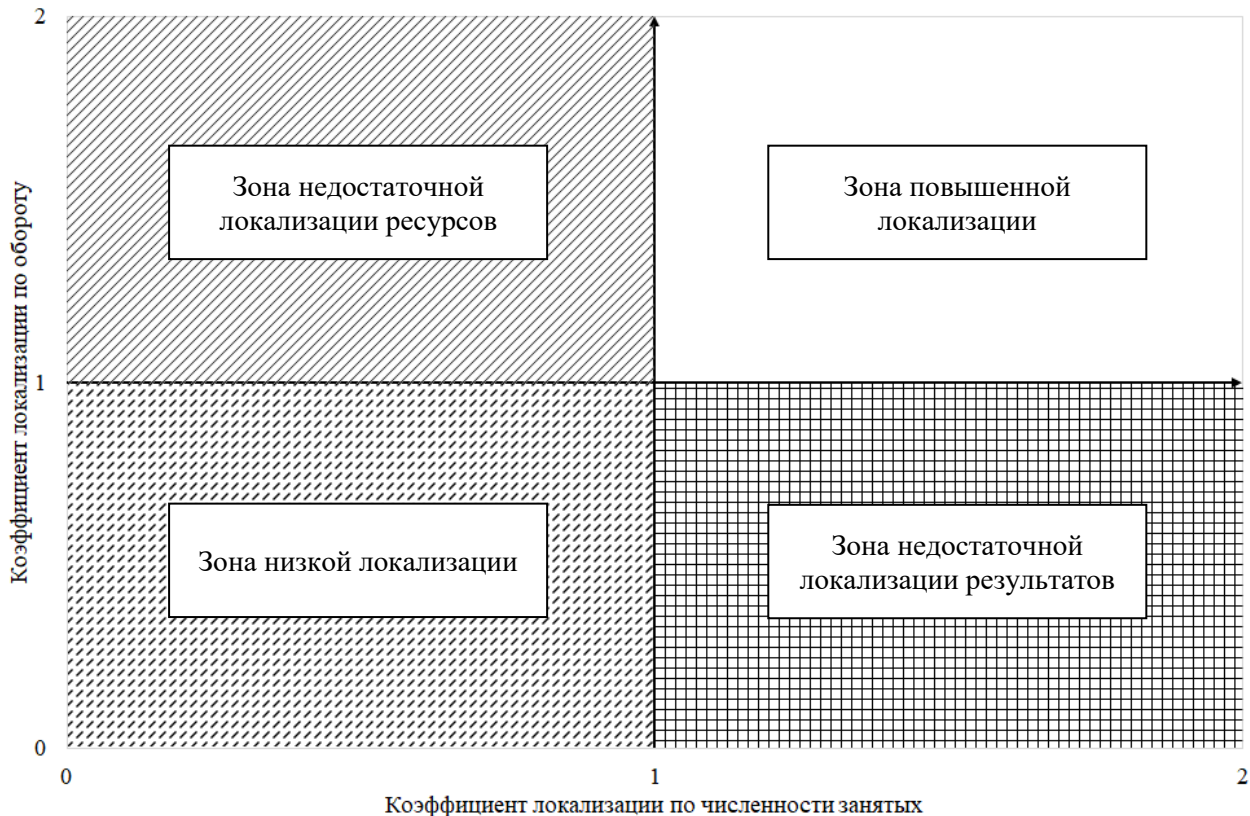 2
Зона недостаточной
локализации ресурсов
Зона повышенной
локализации
Коэффициент локализации по обороту
1
Зона низкой локализации
Зона недостаточной
локализации результатов
0
0
1
2
Коэффициент локализации по численности занятых